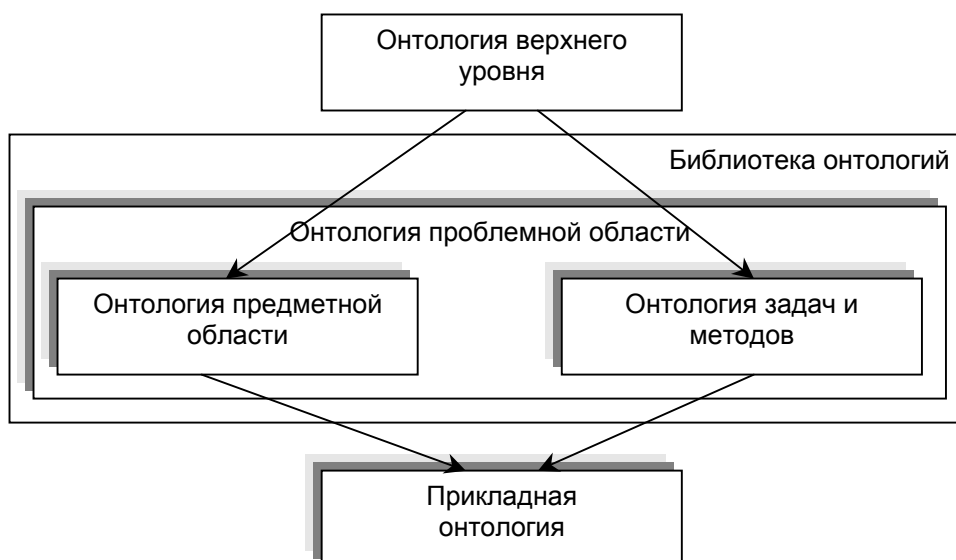 Онтология верхнего
уровня
Библиотека онтологий
Онтология проблемной области
Онтология предметной
области
Онтология задач и
методов
Прикладная
онтология